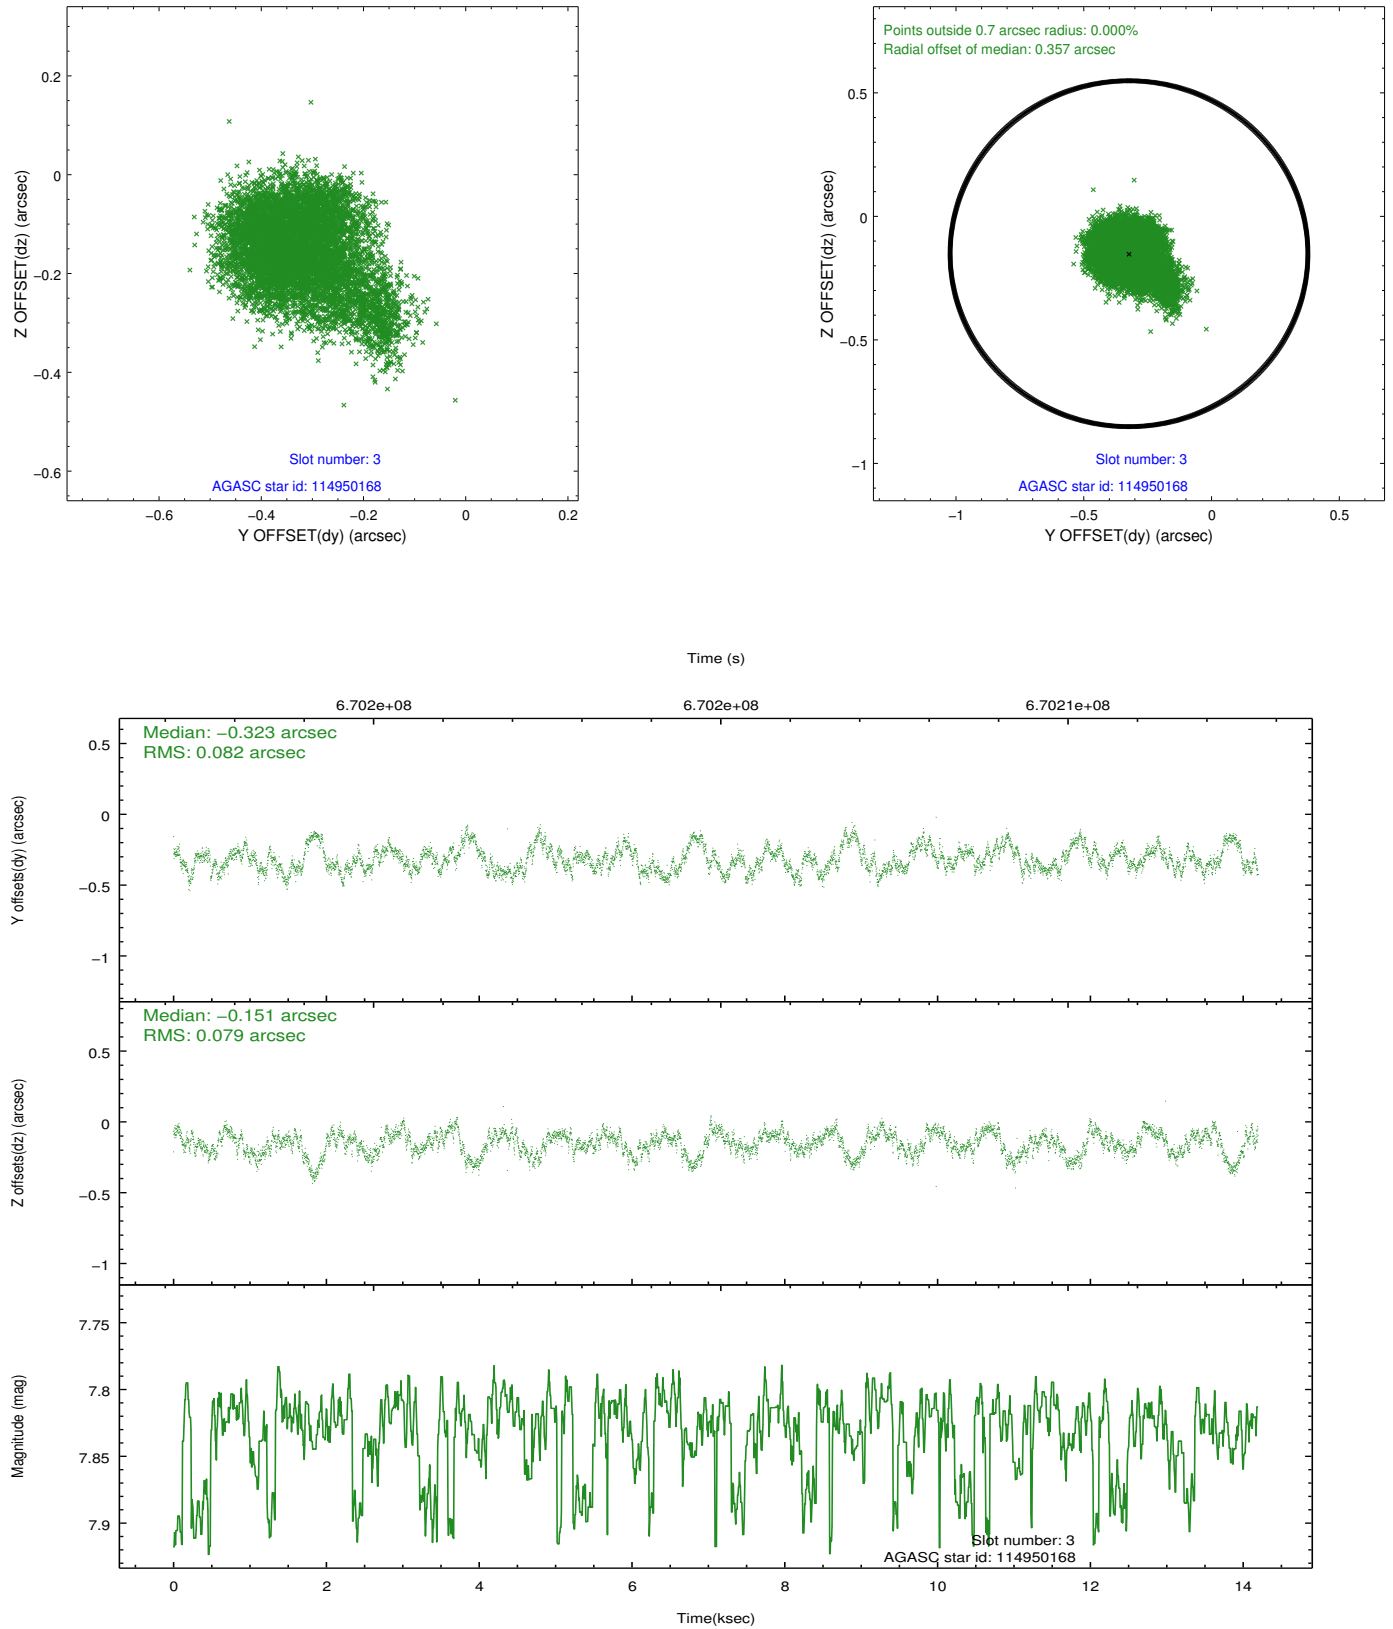 0.2
0
−0.2
−0.4
−0.6
Z OFFSET(dz) (arcsec)
Slot number: 3
AGASC star id: 114950168
−0.6
−0.4
−0.2
0
0.2
Y OFFSET(dy) (arcsec)
Points outside 0.7 arcsec radius: 0.000%
Radial offset of median: 0.357 arcsec
0.5
0
−0.5
−1
Z OFFSET(dz) (arcsec)
Slot number: 3
AGASC star id: 114950168
−1
−0.5
0
0.5
Y OFFSET(dy) (arcsec)
Time (s)
6.702e+08
6.702e+08
6.7021e+08
Median: −0.323 arcsec
RMS: 0.082 arcsec
0.5
0
−0.5
−1
Y offsets(dy) (arcsec)
Median: −0.151 arcsec
RMS: 0.079 arcsec
0.5
0
−0.5
−1
Z offsets(dz) (arcsec)
7.75
7.8
7.85
7.9
Magnitude (mag)
Slot number: 3
AGASC star id: 114950168
0
2
4
6
8
10
12
14
Time(ksec)